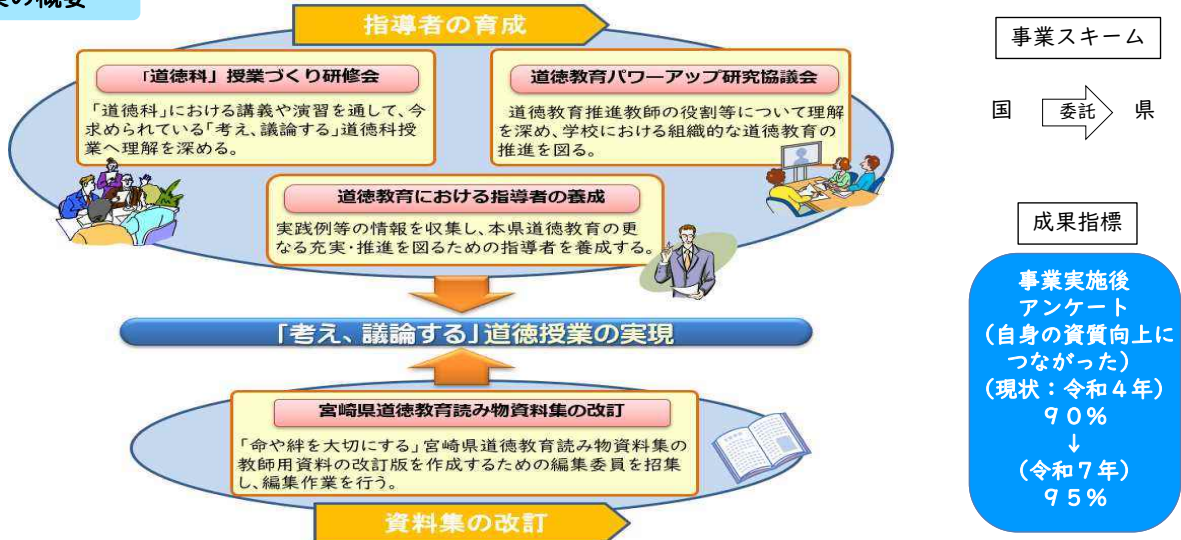 の概要
指導者の育成
「道徳科」授業づくり研修会
「道徳科」における講義や演習を通して、今
求められている「考え、議論する」道徳科授
業へ理解を深める。
道徳教育パワーアップ研究協議会
道徳教育推進教師の役割等について理解
を深め、学校における組織的な道徳教育の
推進を図る。
道徳教育における指導者の養成
実践例等の情報を収集し、本県道徳教育の更
なる充実・推進を図るための指導者を養成する。
「考え、議論する」道徳授業の実現
宮崎県道徳教育読み物資料集の改訂
「命や絆を大切にする」宮崎県道徳教育読み物資料集の
教師用資料の改訂版を作成するための編集委員を招集
し、編集作業を行う。
資料集の改訂
事業スキーム
国 委託 県
成果指標
事業実施後
アンケート
(自身の資質向上に
つながった)
(現状:令和4年)
90%
↓
(令和7年)
95%